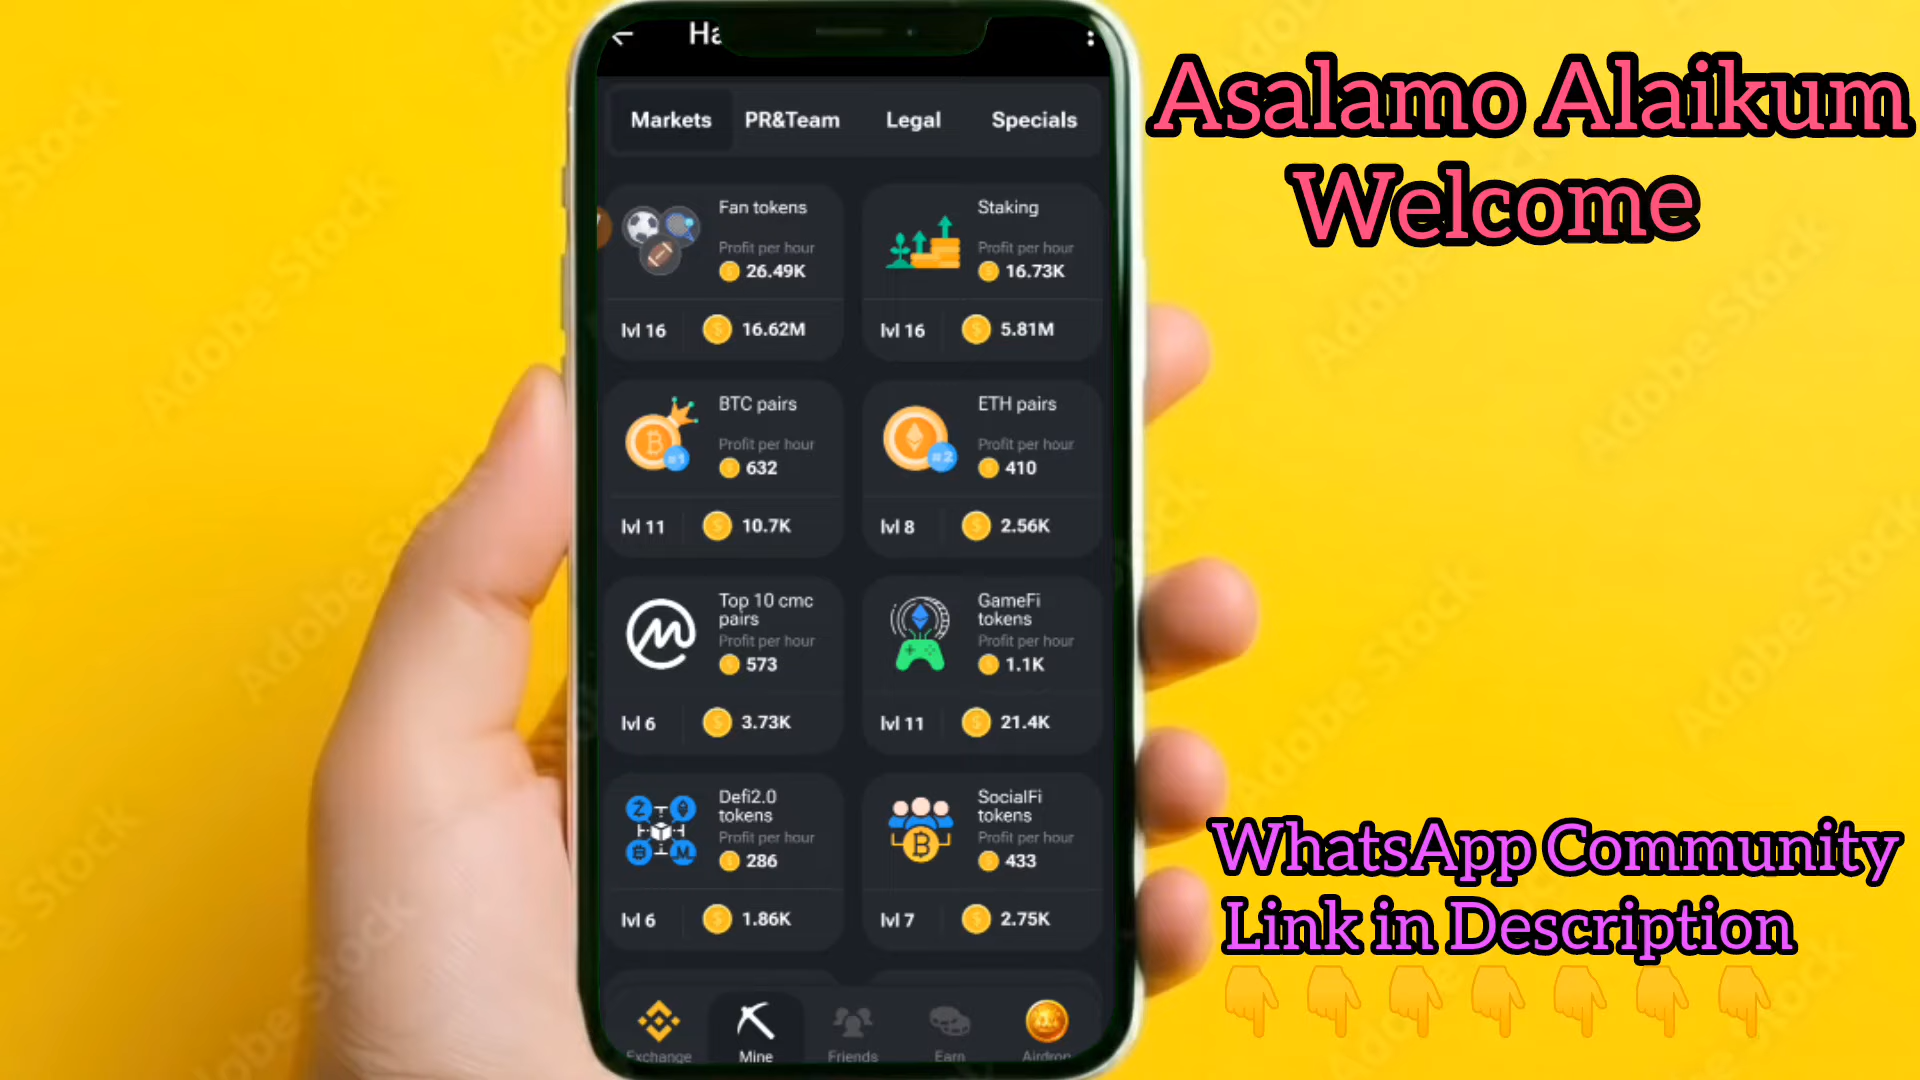 Ha
Asalamo Alaikum
Welcome
Markets PR&Team Legal Specials
Fan tokens
Profit per hour
26.49K
lvl 16 16.62M
Staking
Profit per hour
16.73K
lvl 16 5.81M
BTC pairs
Profit per hour
#1 632
lvl 11 10.7K
ETH pairs
Profit per hour
#2 410
lvl 8 2.56K
Top 10 cmc
pairs
Profit per hour
573
lvl 6 3.73K
GameFi
tokens
Profit per hour
1.1K
lvl 11 21.4K
Defi2.0
tokens
Profit per hour
286
lvl 6 1.86K
SocialFi
tokens
Profit per hour
433
lvl 7 2.75K
Exchange Mine Friends Earn Airdrop
WhatsApp Community
Link in Description
👇👇👇👇👇👇👇
Adobe Stock